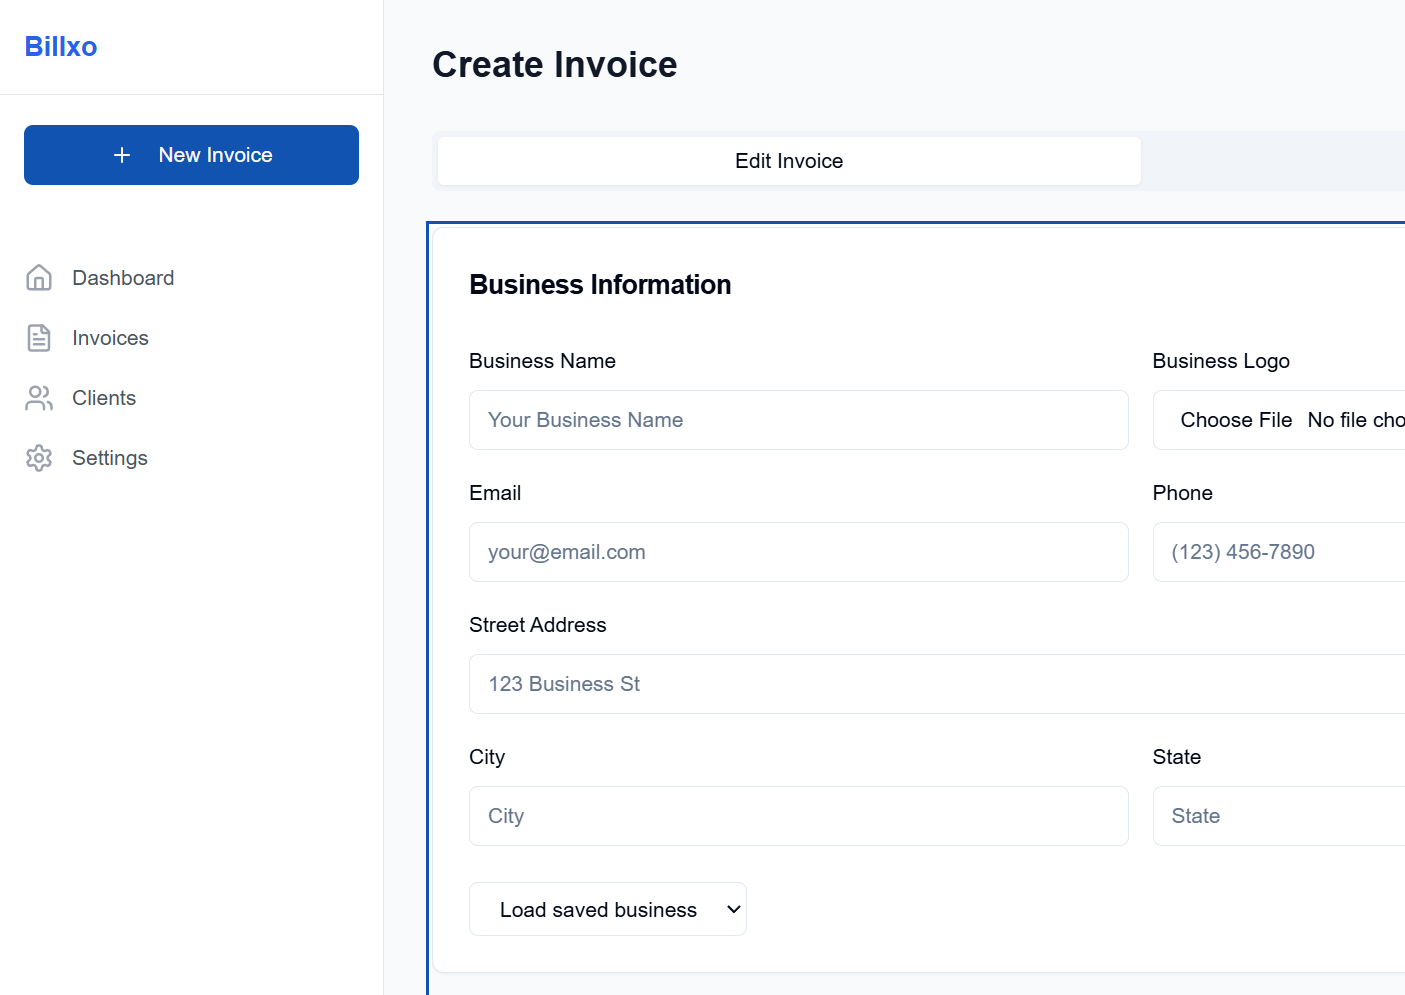 Billxo
New Invoice
Dashboard
Invoices
Clients
Settings
Create Invoice
Edit Invoice
Business Information
Business Name
Business Logo
Your Business Name
Choose File No file cho
Email
Phone
your@email.com
(123) 456-7890
Street Address
123 Business St
City
State
City
State
Load saved business